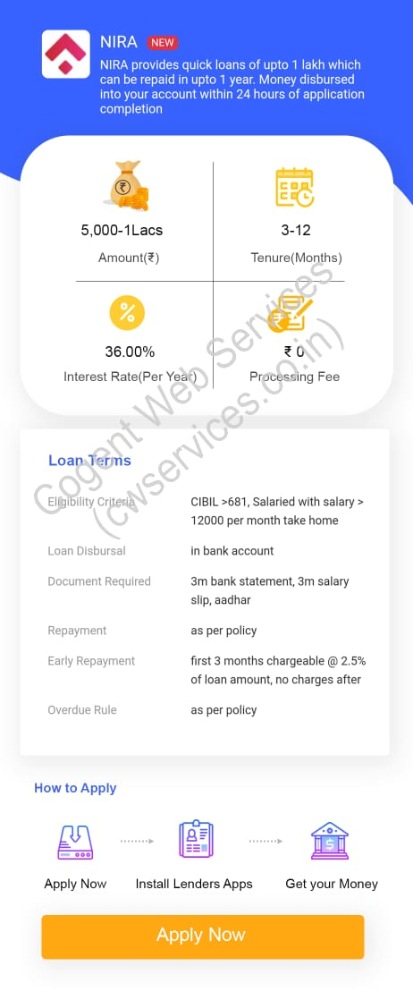 NIRA NEW
NIRA provides quick loans of upto 1 lakh which
can be repaid in upto 1 year. Money disbursed
into your account within 24 hours of application
completion
5,000-1Lacs
Amount(₹)
3-12
Tenure(Months)
36.00%
Interest Rate(Per Year)
₹ 0
Processing Fee
Cogent Web Services
(cwservices.co.in)
Loan Terms
Eligibility Criteria
CIBIL >681, Salaried with salary >
12000 per month take home
Loan Disbursal
in bank account
Document Required
3m bank statement, 3m salary
slip, aadhar
Repayment
as per policy
Early Repayment
first 3 months chargeable @ 2.5%
of loan amount, no charges after
Overdue Rule
as per policy
How to Apply
Apply Now
Install Lenders Apps
Get your Money
Apply Now